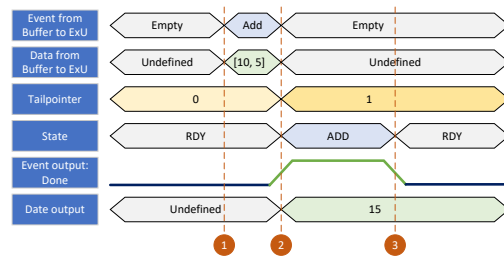 Event from
Buffer to ExU
Empty
Add
Empty
Data from
Buffer to ExU
Undefined
[10, 5]
Undefined
Tailpointer
0
1
State
RDY
ADD
RDY
Event output:
Done
Date output
Undefined
15
1
2
3